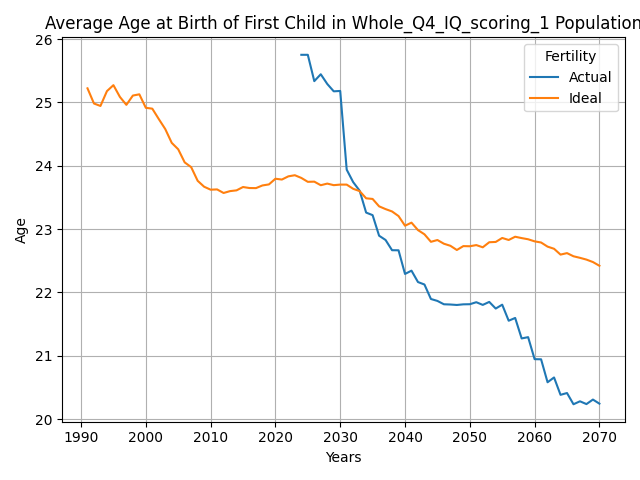 Average Age at Birth of First Child in Whole_Q4_IQ_scoring_1 Population
26
25
24
23
22
21
20
Age
1990 2000 2010 2020 2030 2040 2050 2060 2070
Years
Fertility
Actual
Ideal